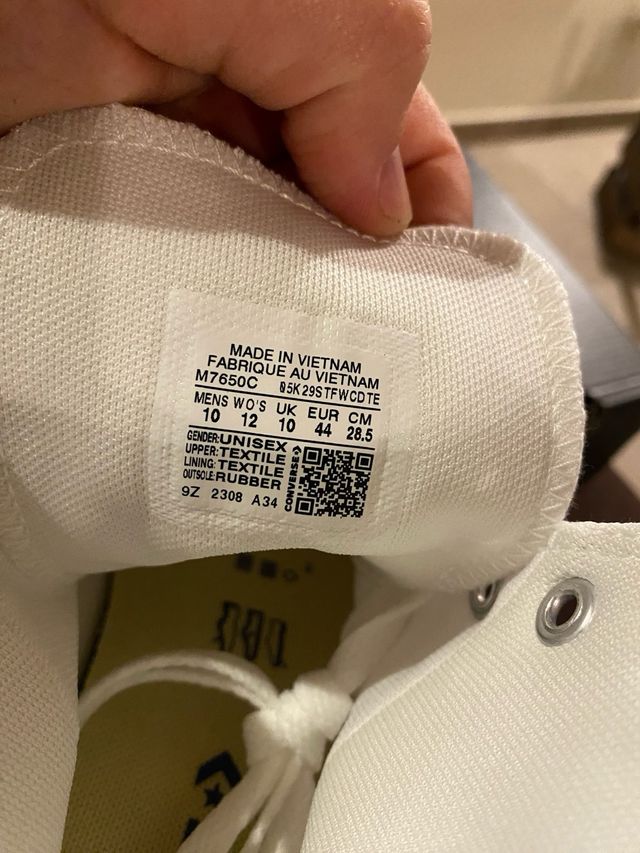 MADE IN VIETNAM
FABRIQUE AU VIETNAM
M7650C 05K29STFWCDTE
MENS WO'S UK EUR CM
10 12 10 44 28.5
GENDER:UNISEX
UPPER:TEXTILE
LINING:TEXTILE
OUTSOLE:RUBBER
9Z 2308 A34
CONVERSE